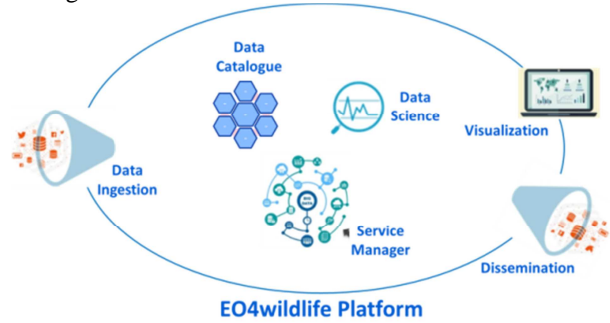 Data
Catalogue
Data
Science
Visualization
Data
Ingestion
Service
Manager
Dissemination
EO4wildlife Platform